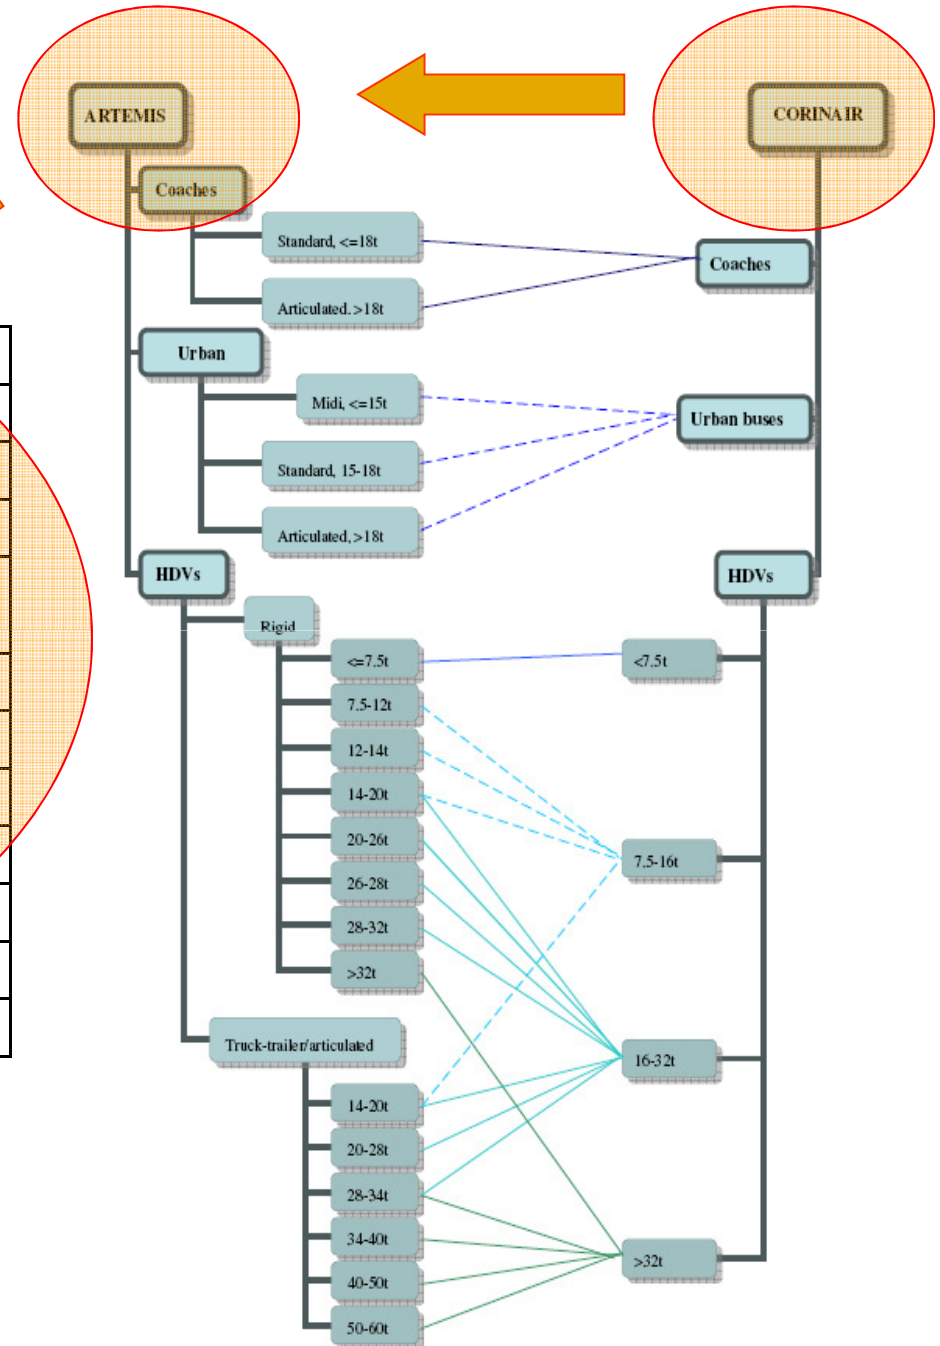 ARTEMIS
CORINAIR
Coaches
Standard, <=18t
Coaches
Articulated. >18t
Urban
Midi, <=15t
Urban buses
Standard, 15-18t
Articulated, >18t
HDVs
HDVs
Rigid
<=7.5t
<7.5t
7.5-12t
12-14t
14-20t
20-26t
7.5-16t
26-28t
28-32t
>32t
Truck-trailer/articulated
16-32t
14-20t
20-28t
28-34t
34-40t
>32t
40-50t
50-60t